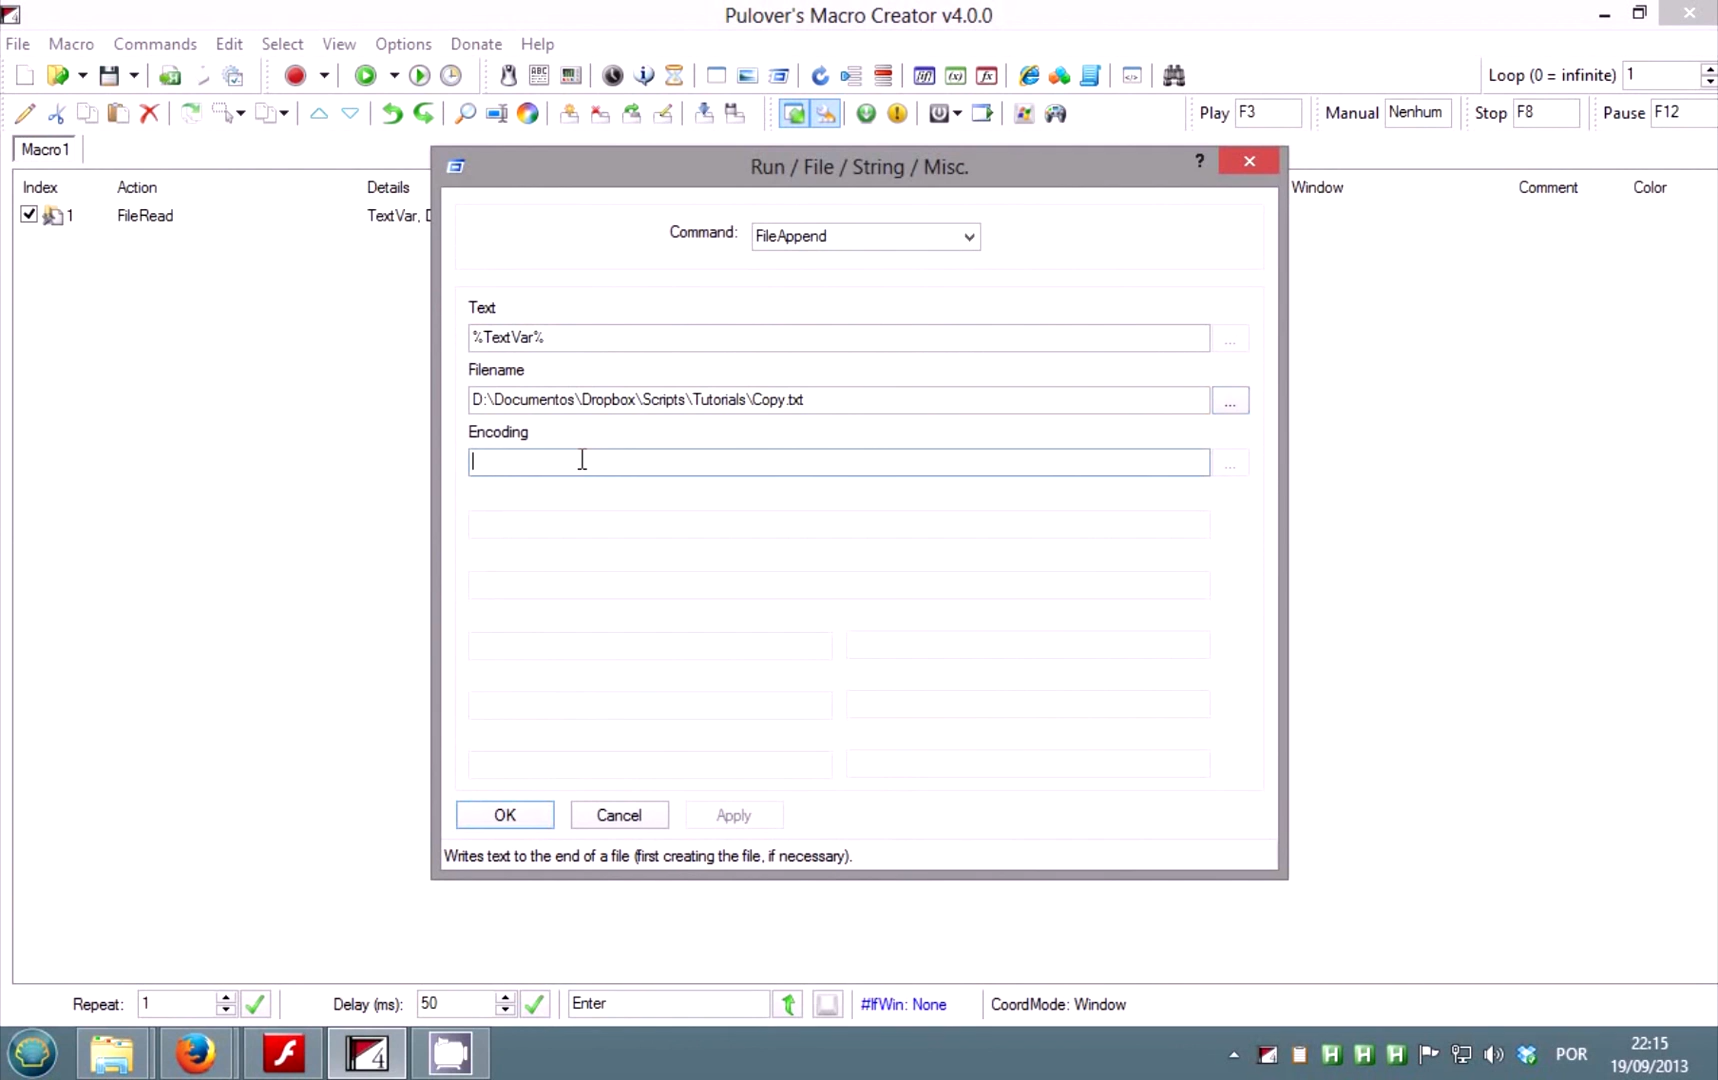 Pulover's Macro Creator v4.0.0
File Macro Commands Edit Select View Options Donate Help
Loop (0 = infinite) 1
Play F3 Manual Nenhum Stop F8 Pause F12
Macro1
Index Action Details Window Comment Color
1 FileRead TextVar, D
Run / File / String / Misc.
?
Command: FileAppend
Text
%TextVar%
...
Filename
D:\Documentos\Dropbox\Scripts\Tutorials\Copy.txt
...
Encoding
...
OK Cancel Apply
Writes text to the end of a file (first creating the file, if necessary).
Repeat: 1 Delay (ms): 50 Enter #IfWin: None CoordMode: Window
4 POR 22:15
19/09/2013